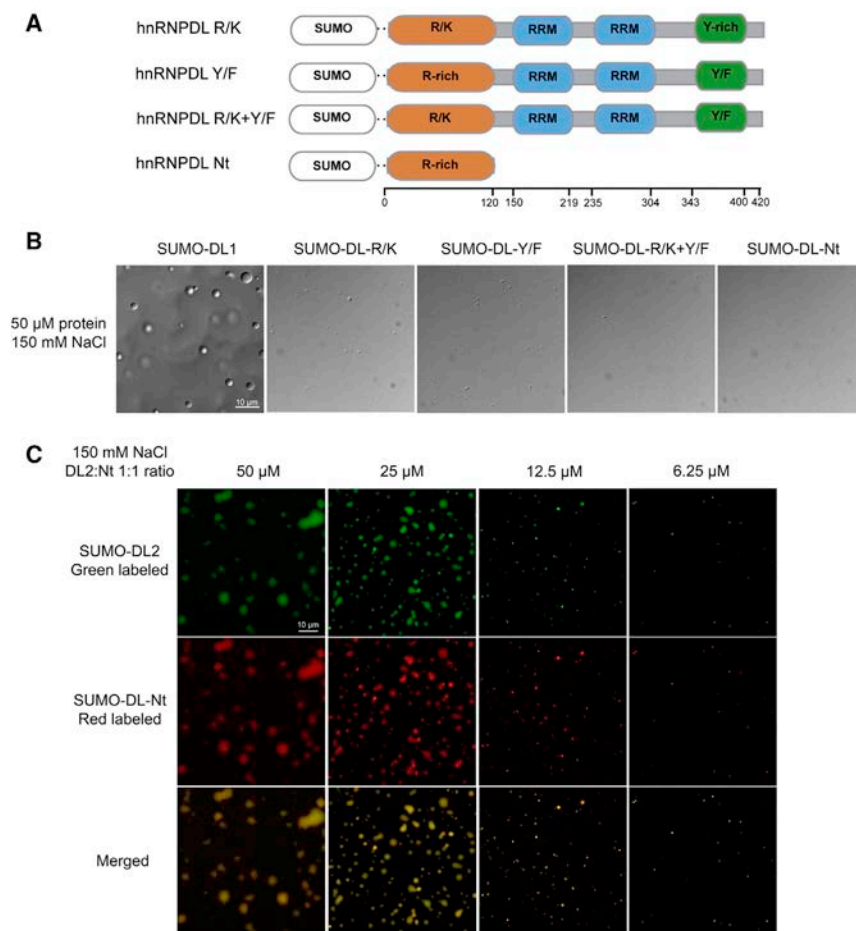 A
hnRNPDL R/K SUMO R/K RRM RRM Y-rich
hnRNPDL Y/F SUMO R-rich RRM RRM Y/F
hnRNPDL R/K+Y/F SUMO R/K RRM RRM Y/F
hnRNPDL Nt SUMO R-rich
0 120 150 219 235 304 343 400 420
B
SUMO-DL1 SUMO-DL-R/K SUMO-DL-Y/F SUMO-DL-R/K+Y/F SUMO-DL-Nt
50 µM protein
150 mM NaCl
10 µm
C
150 mM NaCl
DL2:Nt 1:1 ratio 50 µM 25 µM 12.5 µM 6.25 µM
SUMO-DL2
Green labeled
10 µm
SUMO-DL-Nt
Red labeled
Merged